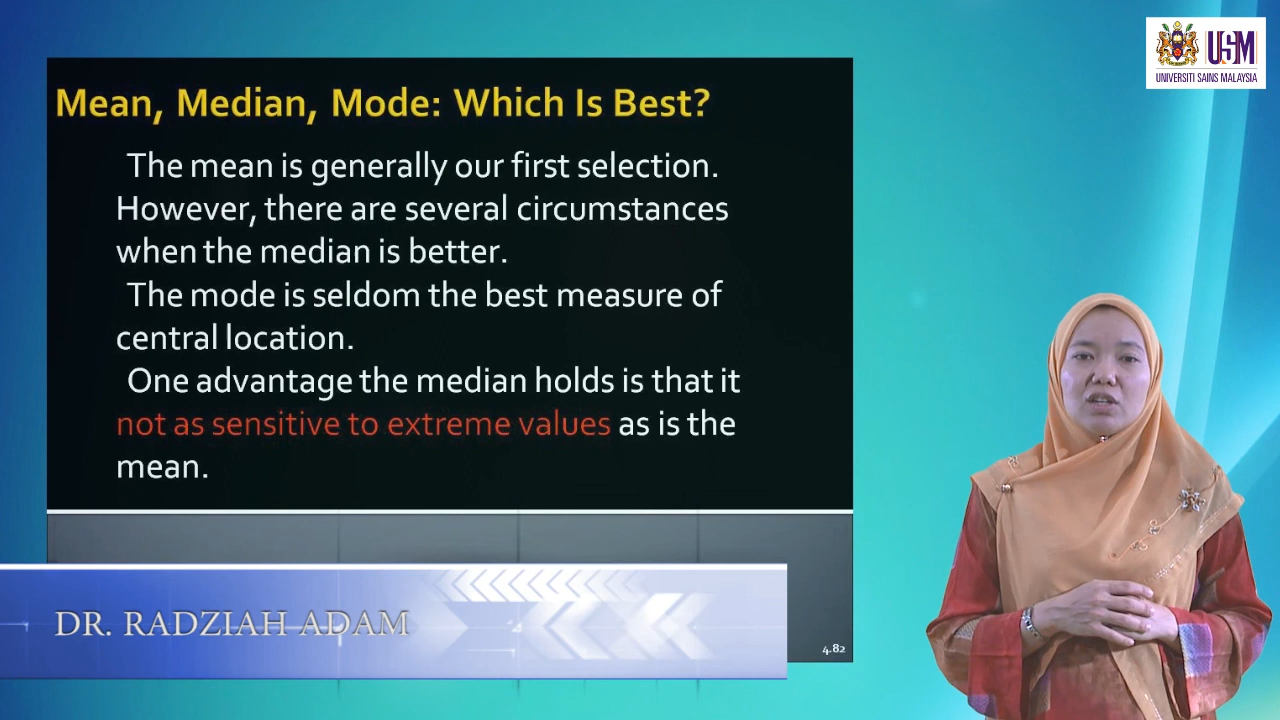 USM
UNIVERSITI SAINS MALAYSIA
Mean, Median, Mode: Which Is Best?
The mean is generally our first selection.
However, there are several circumstances
when the median is better.
The mode is seldom the best measure of
central location.
One advantage the median holds is that it
not as sensitive to extreme values as is the
mean.
DR. RADZIAH ADAM
4.82